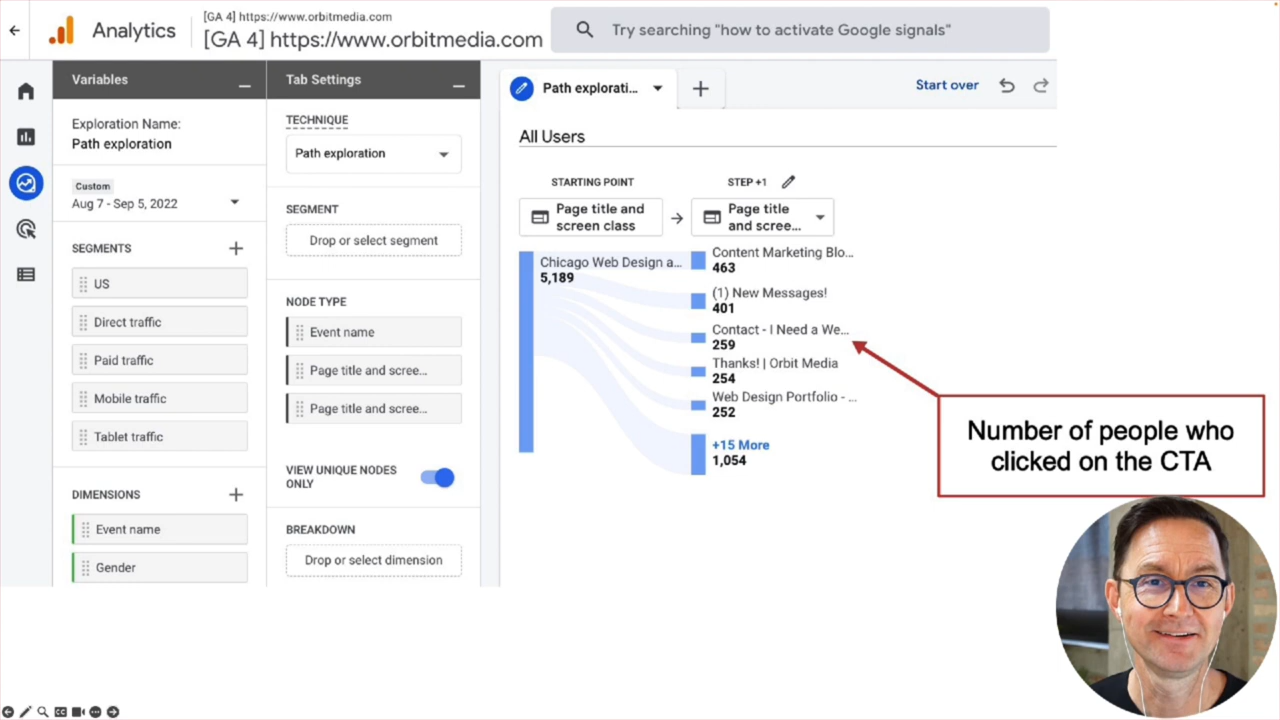 Analytics
[GA 4] https://www.orbitmedia.com
[GA 4] https://www.orbitmedia.com
Try searching "how to activate Google signals"
Variables
Exploration Name:
Path exploration
Custom
Aug 7 - Sep 5, 2022
SEGMENTS
US
Direct traffic
Paid traffic
Mobile traffic
Tablet traffic
DIMENSIONS
Event name
Gender
Tab Settings
TECHNIQUE
Path exploration
SEGMENT
Drop or select segment
NODE TYPE
Event name
Page title and scree...
Page title and scree...
VIEW UNIQUE NODES
ONLY
BREAKDOWN
Drop or select dimension
Path explorati...
Start over
All Users
STARTING POINT
Page title and
screen class
STEP +1
Page title
and scree...
Chicago Web Design a...
5,189
Content Marketing Blo...
463
(1) New Messages!
401
Contact - I Need a We...
259
Thanks! | Orbit Media
254
Web Design Portfolio - ...
252
+15 More
1,054
Number of people who
clicked on the CTA